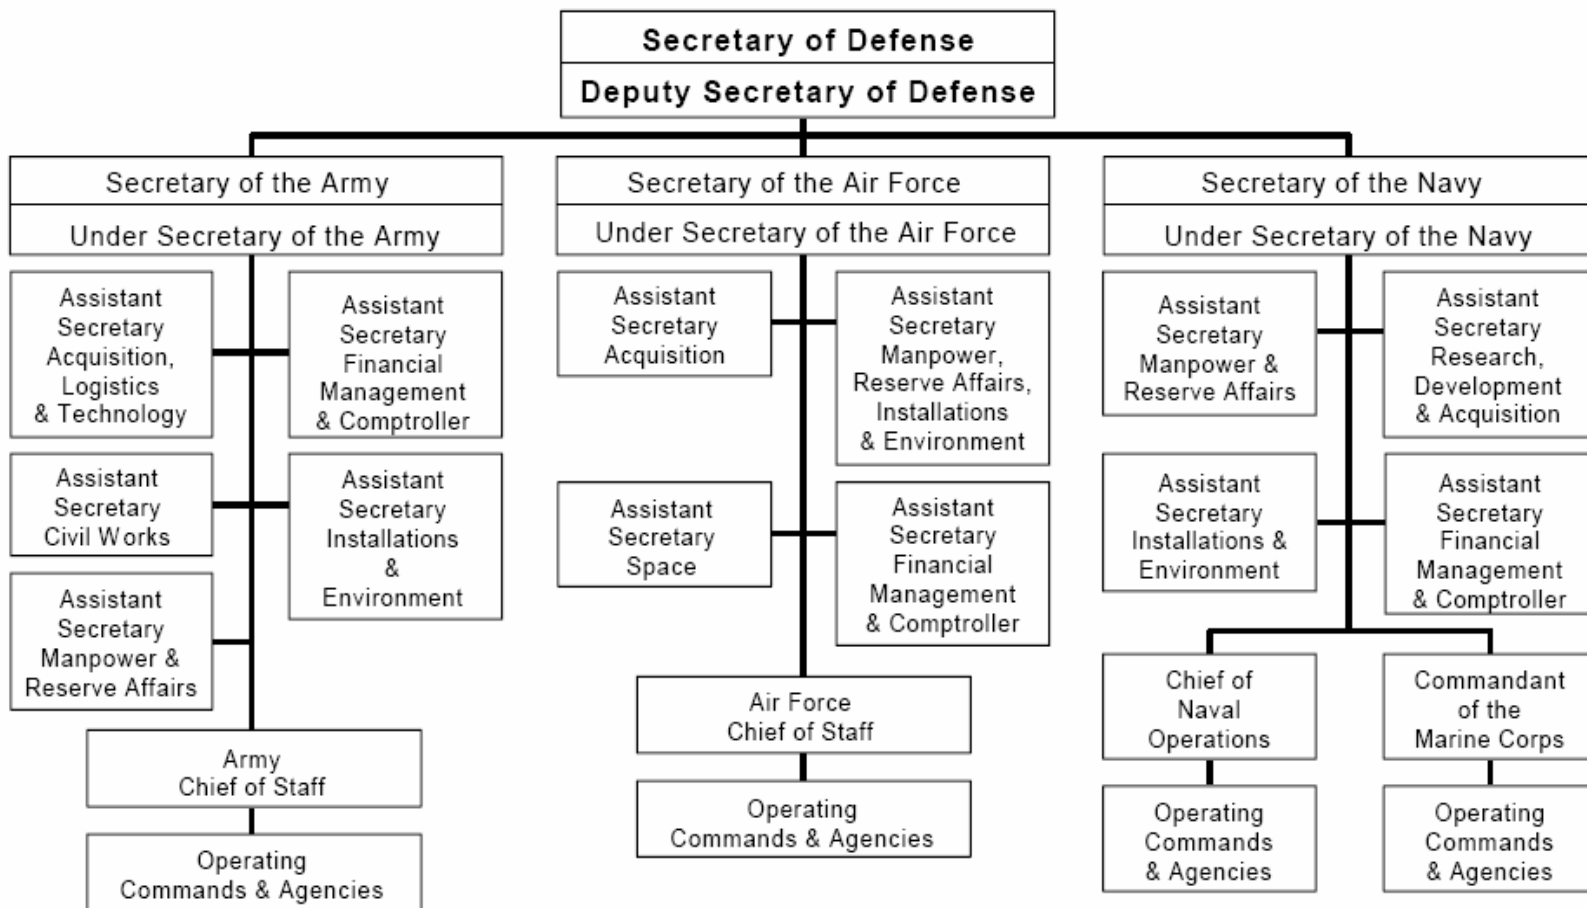 Secretary of Defense
Deputy Secretary of Defense
Secretary of the Army
Under Secretary of the Army
Assistant
Secretary
Acquisition,
Logistics
& Technology
Assistant
Secretary
Financial
Management
& Comptroller
Assistant
Secretary
Civil Works
Assistant
Secretary
Installations
&
Environment
Assistant
Secretary
Manpower &
Reserve Affairs
Army
Chief of Staff
Operating
Commands & Agencies
Secretary of the Air Force
Under Secretary of the Air Force
Assistant
Secretary
Acquisition
Assistant
Secretary
Manpower,
Reserve Affairs,
Installations
& Environment
Assistant
Secretary
Space
Assistant
Secretary
Financial
Management
& Comptroller
Air Force
Chief of Staff
Operating
Commands & Agencies
Secretary of the Navy
Under Secretary of the Navy
Assistant
Secretary
Manpower &
Reserve Affairs
Assistant
Secretary
Research,
Development
& Acquisition
Assistant
Secretary
Installations &
Environment
Assistant
Secretary
Financial
Management
& Comptroller
Chief of
Naval
Operations
Commandant
of the
Marine Corps
Operating
Commands
& Agencies
Operating
Commands
& Agencies